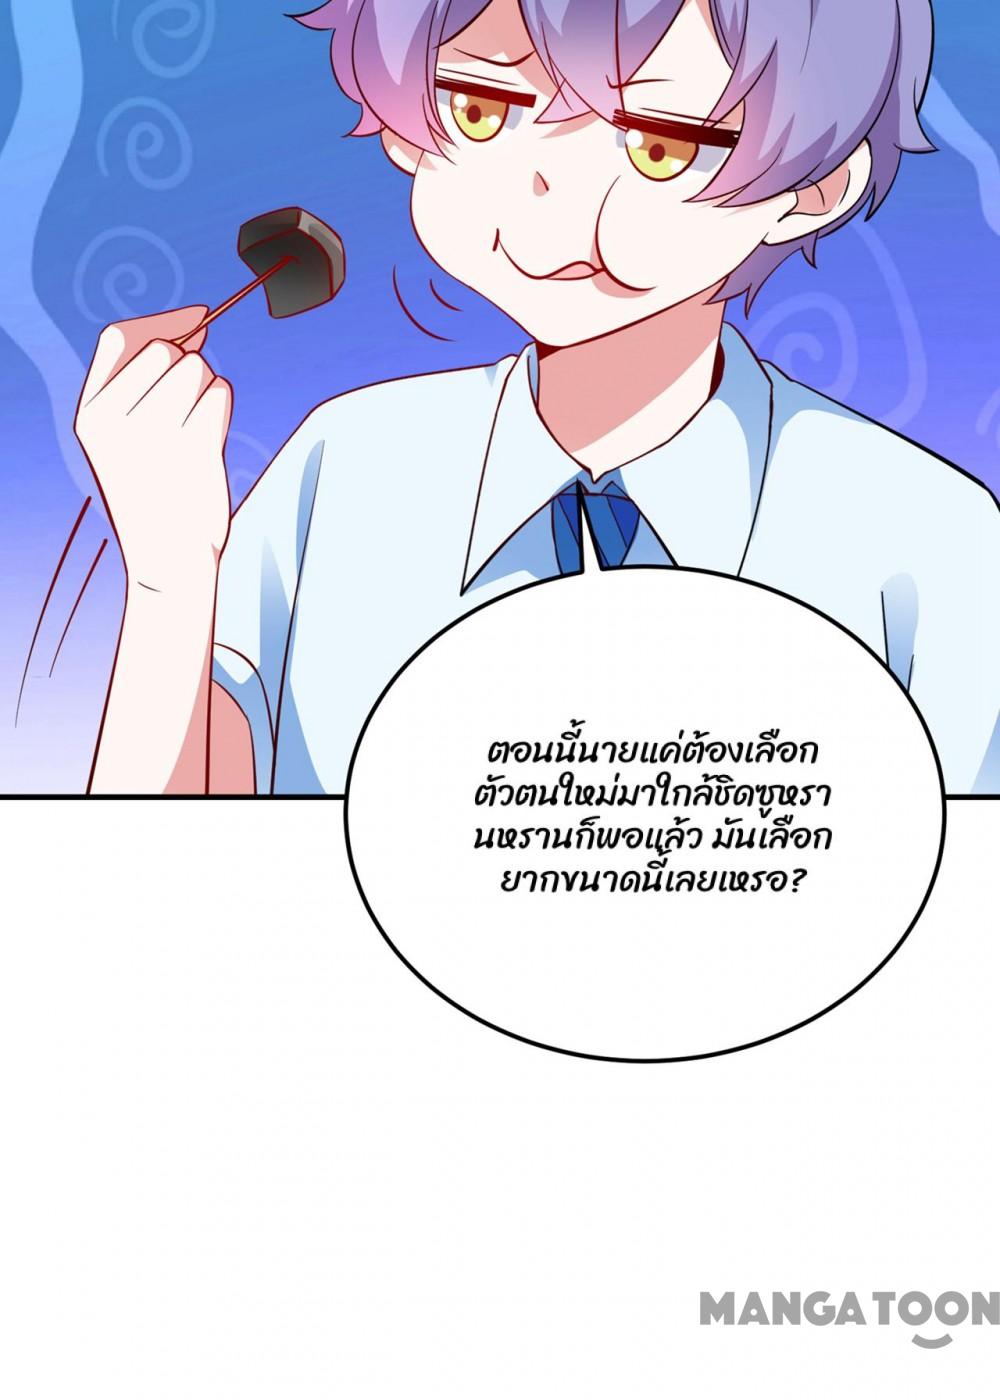 ตอนนี้นายแค่ต้องเลือก
ตัวตนใหม่มาใกล้ชิดซูหรา
นหรานก็พอแล้ว มันเลือก
ยากขนาดนี้เลยเหรอ?
MANGATOON